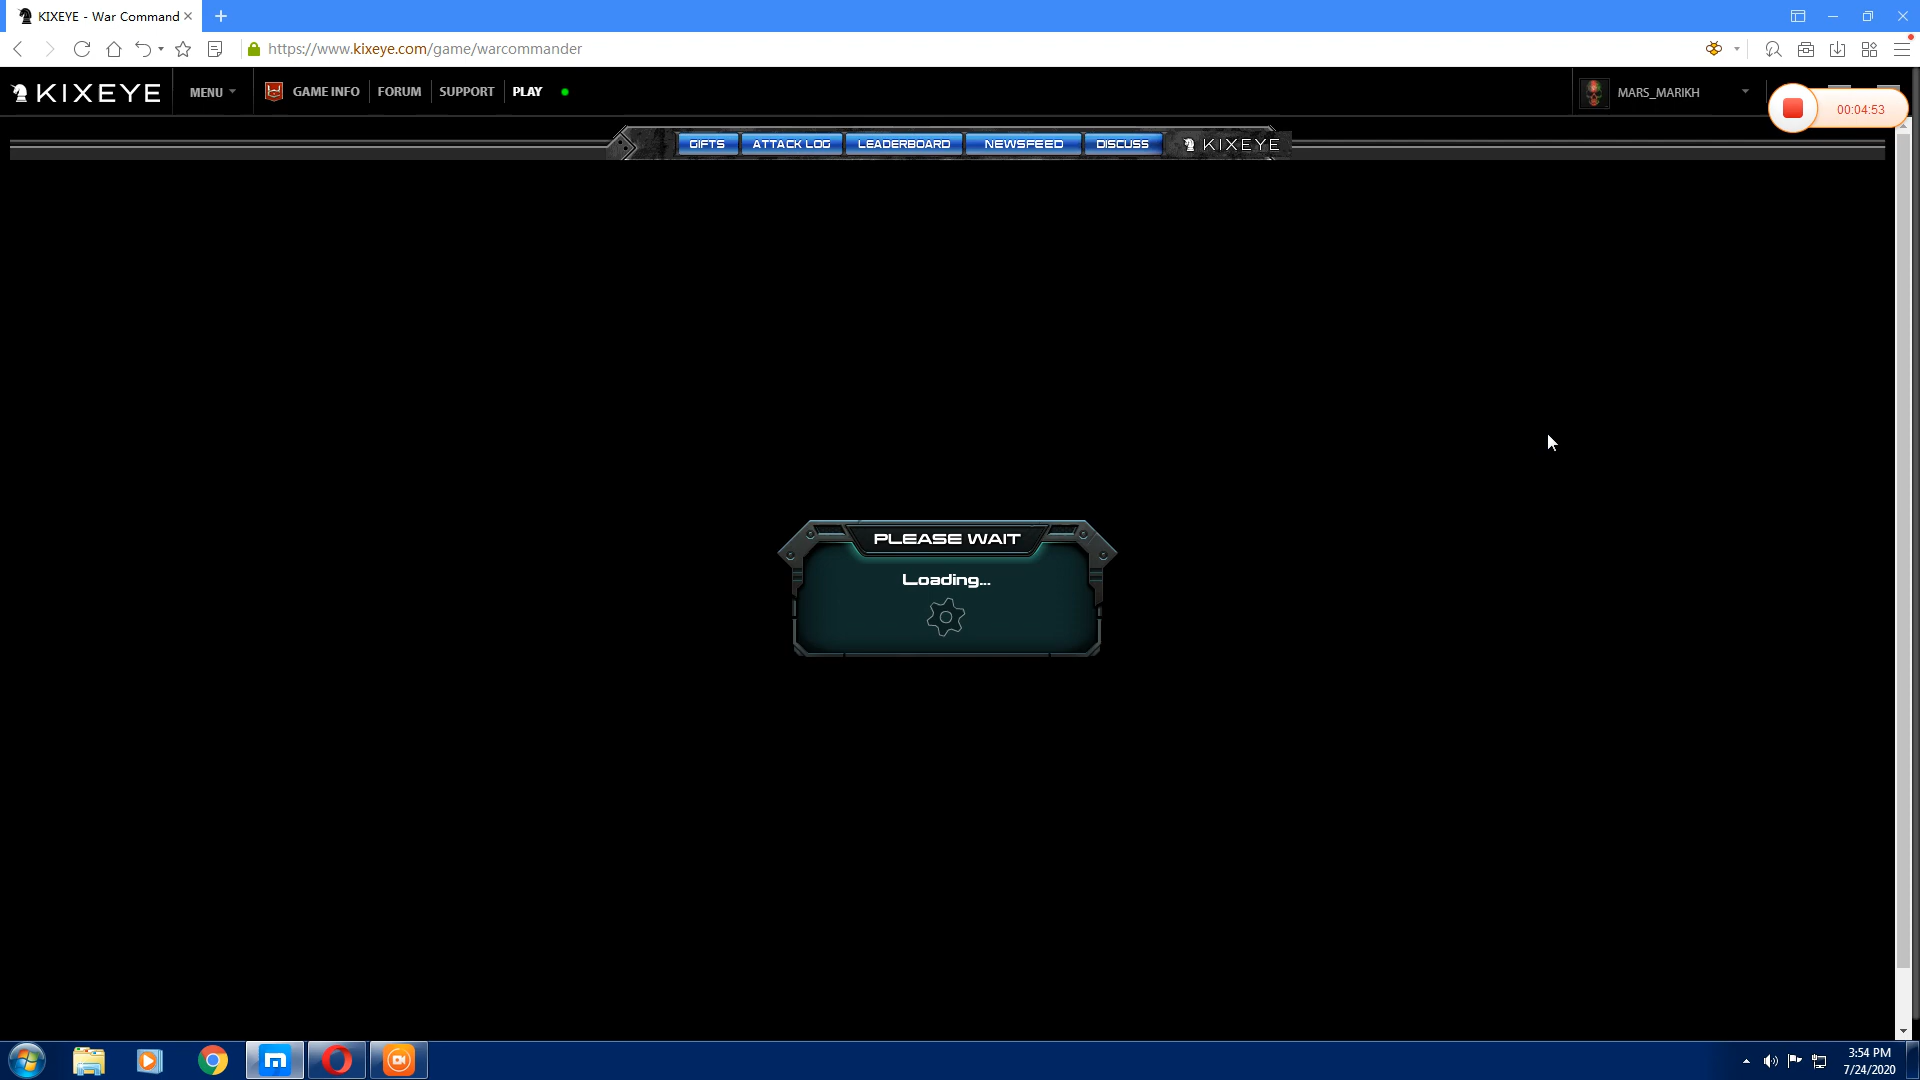 KIXEYE - War Command
https://www.kixeye.com/game/warcommander
KIXEYE
MENU
GAME INFO
FORUM
SUPPORT
PLAY
MARS_MARIKH
00:04:53
GIFTS
ATTACK LOG
LEADERBOARD
NEWSFEED
DISCUSS
KIXEYE
PLEASE WAIT
Loading...
3:54 PM
7/24/2020